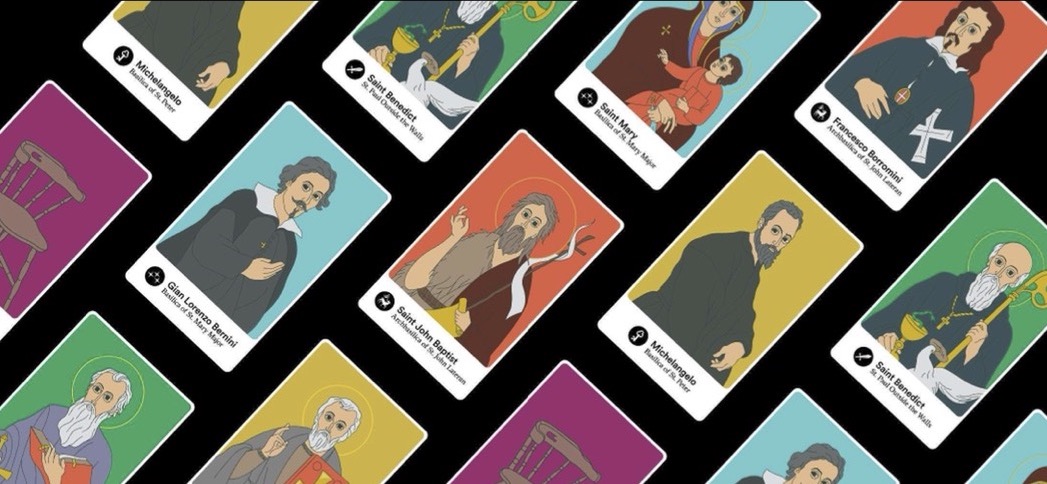 Michelangelo
Basilica of St. Peter
Saint Benedict
St. Paul Outside the Walls
Saint Mary
Basilica of St. Mary Major
Francesco Borromini
Archbasilica of St. John Lateran
Gian Lorenzo Bernini
Basilica of St. Mary Major
Saint John Baptist
Archbasilica of St. John Lateran
Michelangelo
Basilica of St. Peter
Saint Benedict
St. Paul Outside the Walls